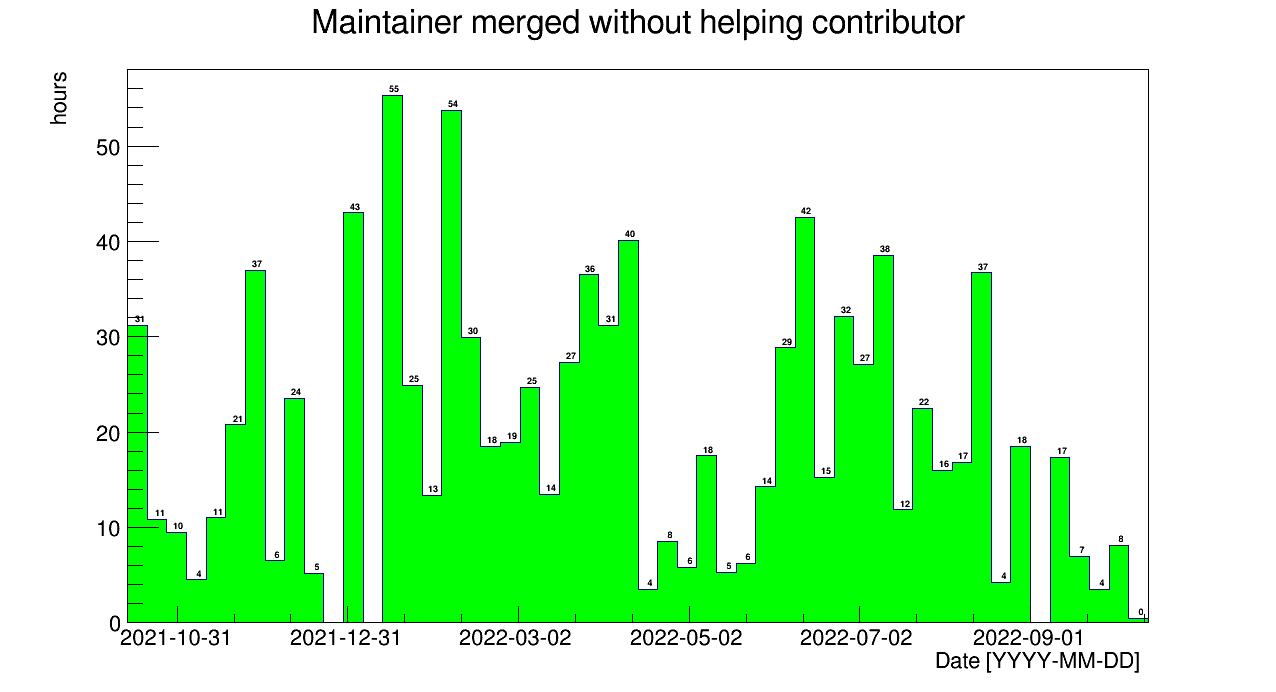 Maintainer merged without helping contributor
hours
50
40
30
20
10
0
31 11 10 4 11 21 37 6 24 5 43 55 25 13 54 30 18 19 25 14 27 36 31 40 4 8 6 18 5 6 14 29 42 15 32 27 38 12 22 16 17 37 4 18 17 7 4 8 0
2021-10-31 2021-12-31 2022-03-02 2022-05-02 2022-07-02 2022-09-01
Date [YYYY-MM-DD]